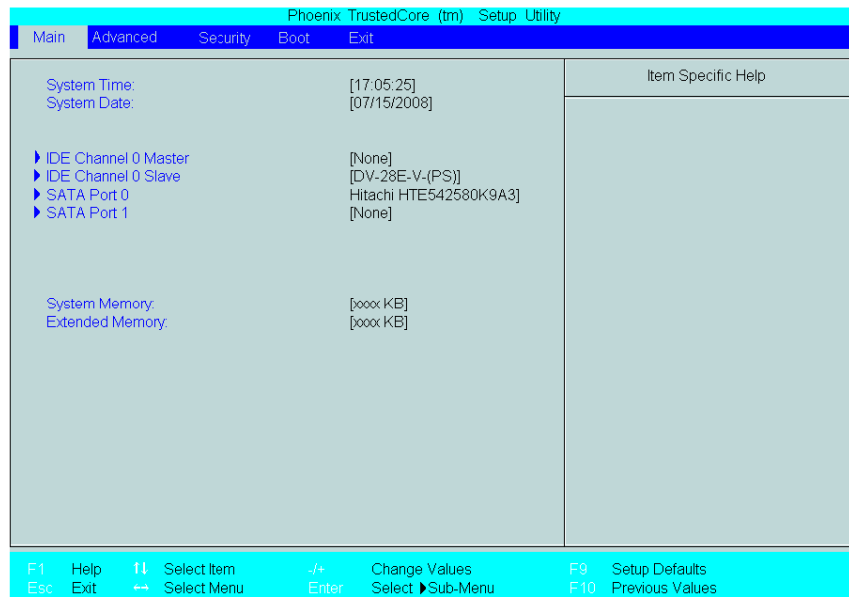 Phoenix TrustedCore (tm) Setup Utility
Main Advanced Security Boot Exit
Item Specific Help
System Time: [17:05:25]
System Date: [07/15/2008]
IDE Channel 0 Master [None]
IDE Channel 0 Slave [DV-28E-V-(PS)]
SATA Port 0 Hitachi HTE542580K9A3]
SATA Port 1 [None]
System Memory: [xxxx KB]
Extended Memory: [xxxx KB]
F1 Help ↑↓ Select Item -/+ Change Values F9 Setup Defaults
Esc Exit ↔ Select Menu Enter Select ▶Sub-Menu F10 Previous Values